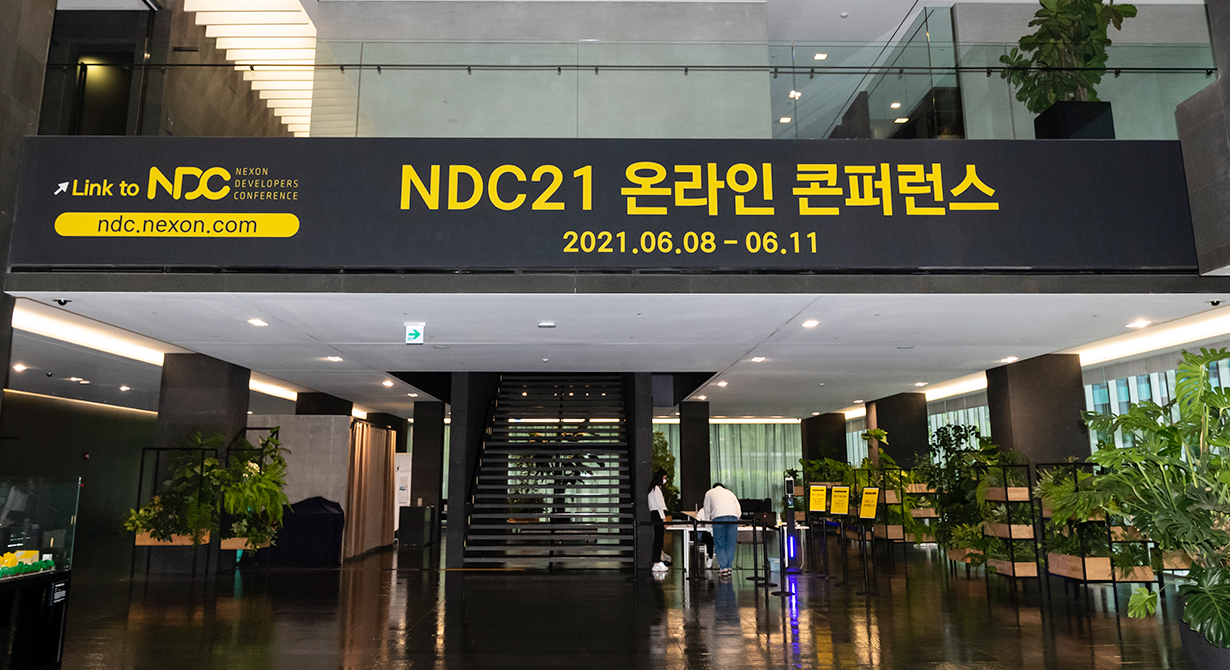 Link to NDC
NEXON
DEVELOPERS
CONFERENCE
ndc.nexon.com
NDC21 온라인 콘퍼런스
2021.06.08 - 06.11